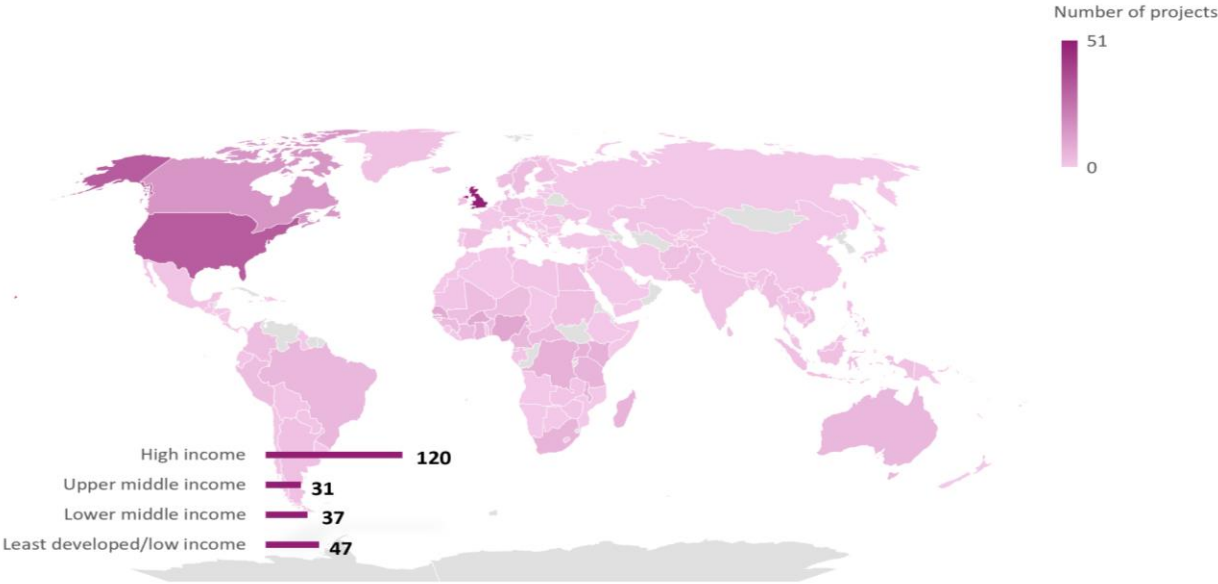 Number of projects
51
0
High income 120
Upper middle income 31
Lower middle income 37
Least developed/low income 47